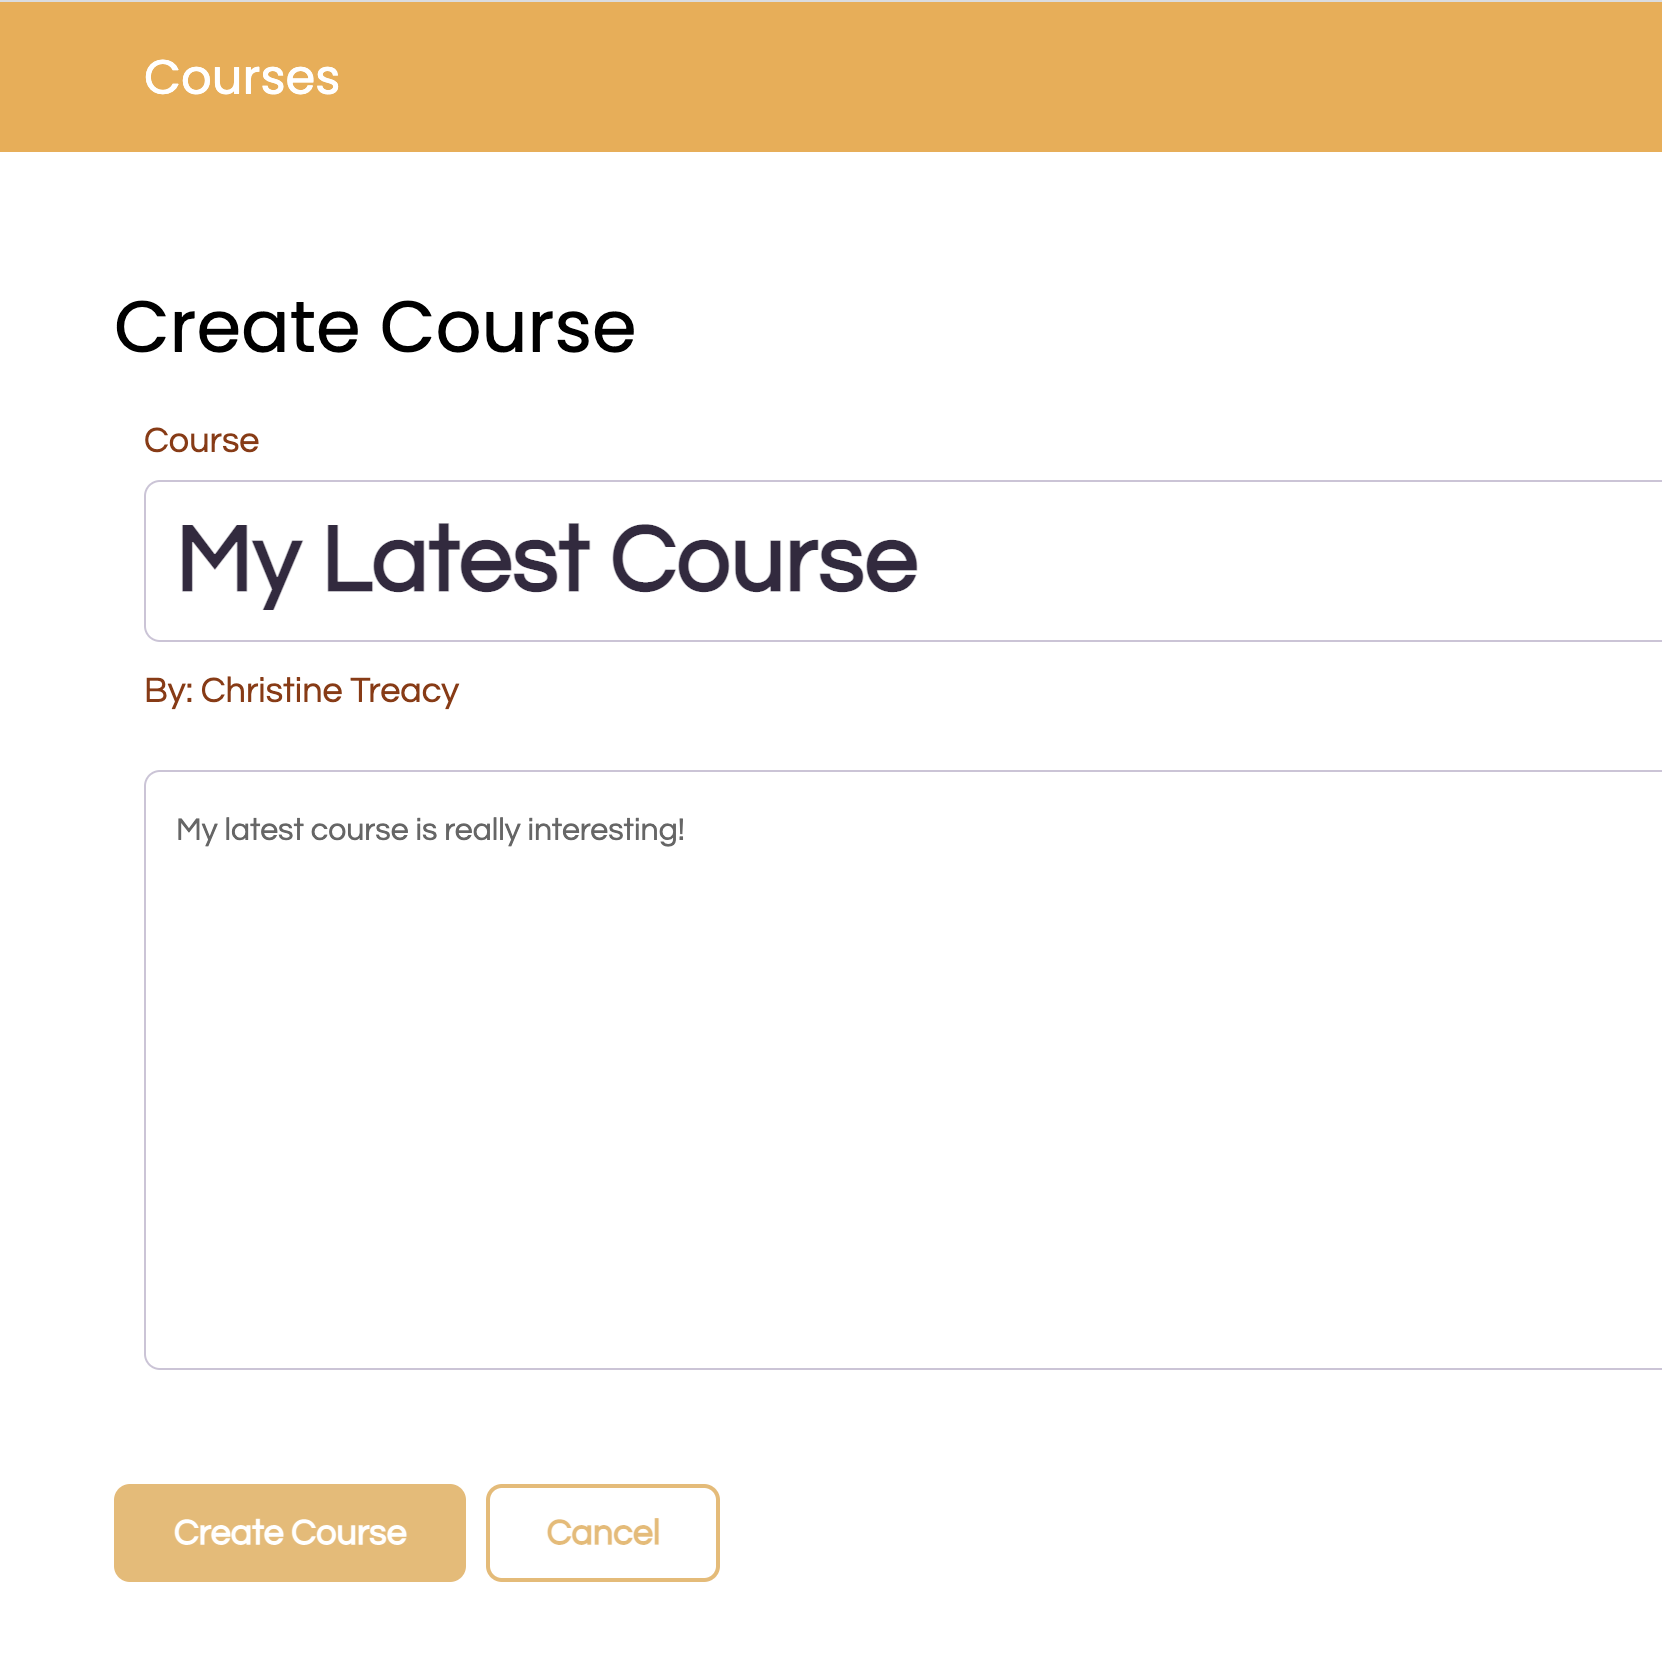 Courses
Create Course
Course
My Latest Course
By: Christine Treacy
My latest course is really interesting!
Create Course
Cancel